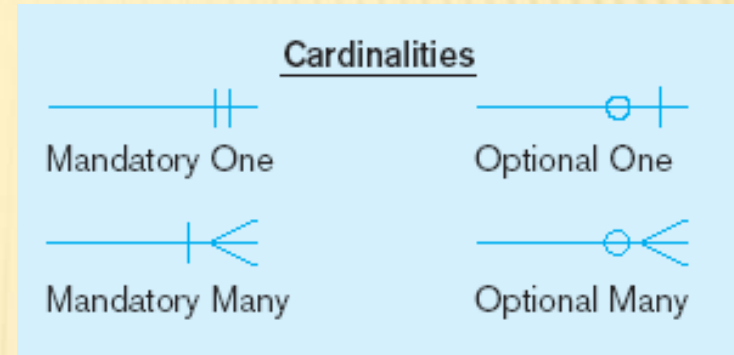 Cardinalities
Mandatory One
Optional One
Mandatory Many
Optional Many